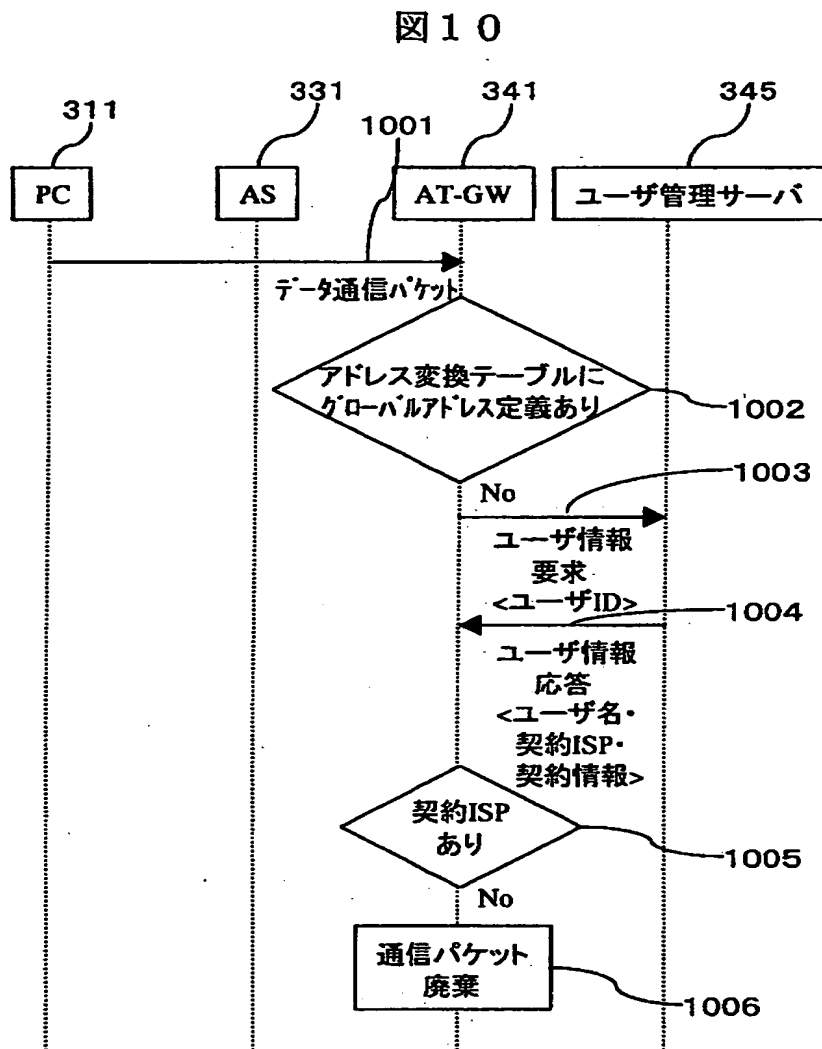 図10
311
331
341
345
1001
PC
AS
AT-GW
ユーザ管理サーバ
データ通信パケット
アドレス変換テーブルに
グローバルアドレス定義あり
1002
No
1003
ユーザ情報
要求
<ユーザID>
1004
ユーザ情報
応答
<ユーザ名・
契約ISP・
契約情報>
契約ISP
あり
1005
No
通信パケット
廃棄
1006